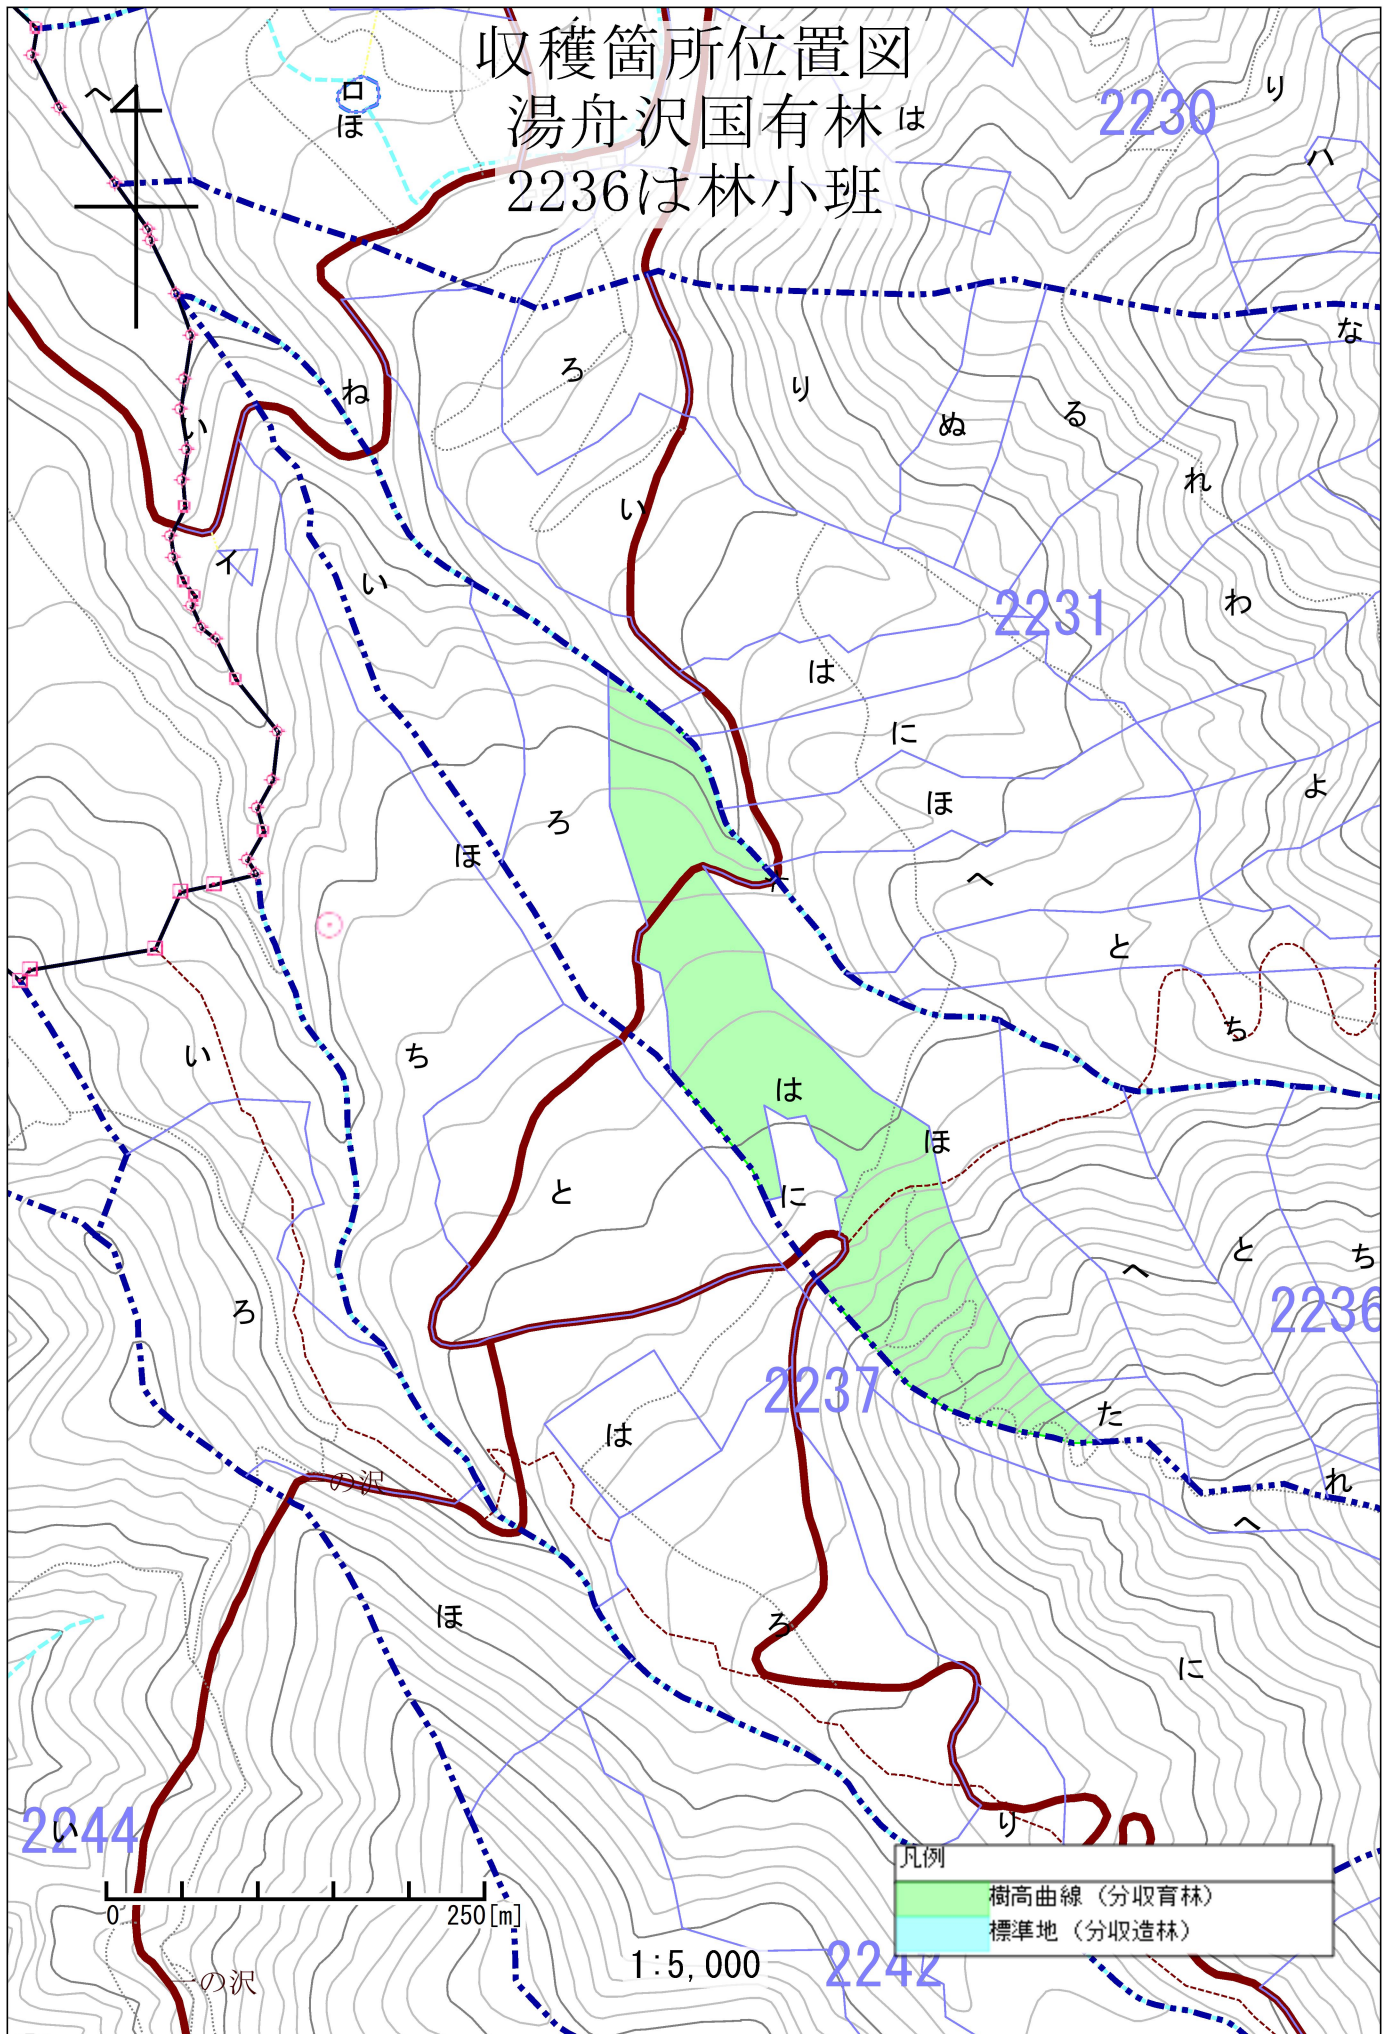 収穫箇所位置図
湯舟沢国有林
2236は林小班
へ
ロ
ほ
は
2230
り
ハ
な
い
ね
ろ
り
ぬ
る
れ
い
イ
い
2231
わ
は
に
ほ
よ
ろ
ほ
へ
と
ち
い
ち
は
ほ
と
に
へ
と
ち
ろ
2236
2237
は
た
れ
一の沢
へ
ほ
ろ
に
2244
い
り
凡例
樹高曲線（分収育林）
標準地（分収造林）
0
250[m]
1:5,000
2242
一の沢